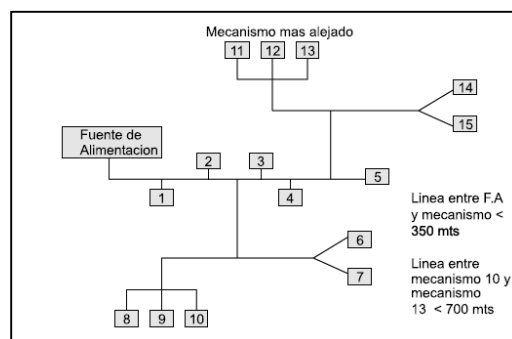 Mecanismo mas alejado
11 12 13
14
15
Fuente de
Alimentacion
2 3
1 4 5
6
7
8 9 10
Linea entre F.A
y mecanismo <
350 mts
Linea entre
mecanismo 10 y
mecanismo
13 < 700 mts